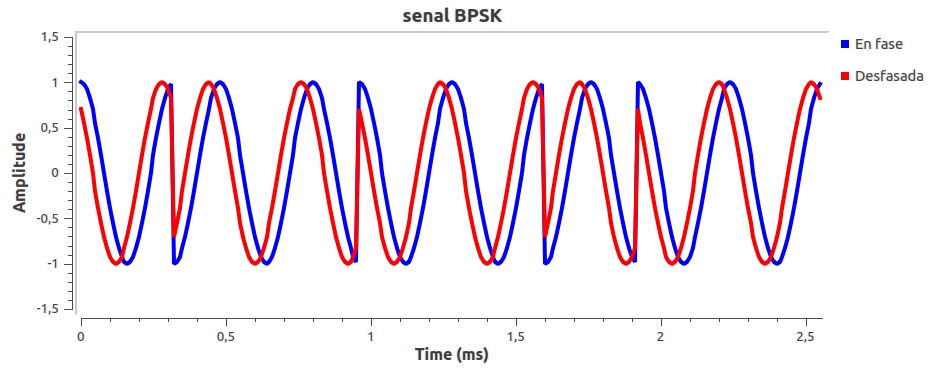 senal BPSK
1,5
1
0,5
0
-0,5
-1
-1,5
Amplitude
0
0,5
1
1,5
2
2,5
Time (ms)
En fase
Desfasada